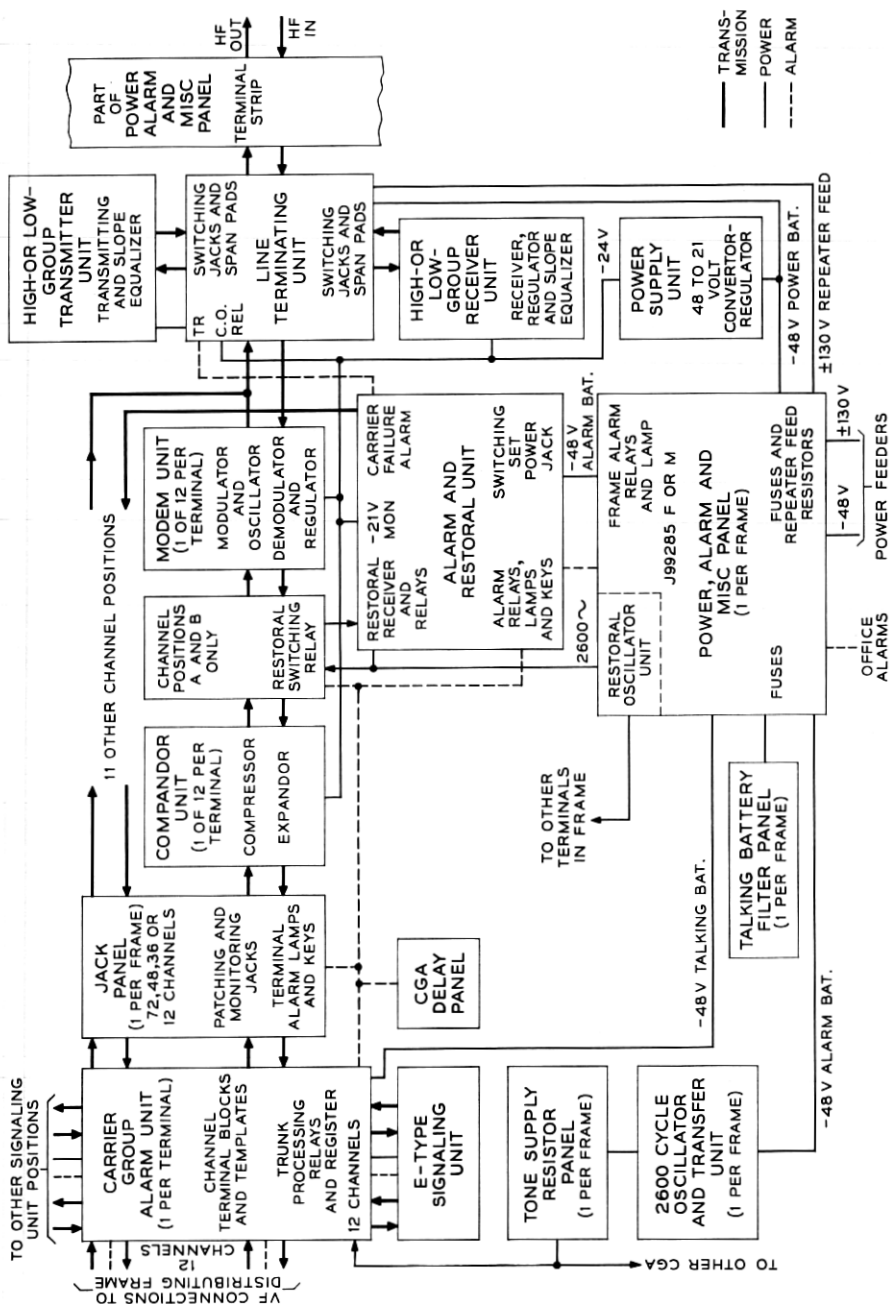 HIGH-OR LOW-
GROUP
TRANSMITTER
UNIT
TRANSMITTING
AND SLOPE
EQUALIZER
PART
OF
POWER
ALARM
AND
MISC
PANEL
TERMINAL
STRIP
HF
OUT
HF
IN
TR
C.O.
REL
SWITCHING
JACKS AND
SPAN PADS
LINE
TERMINATING
UNIT
SWITCHING
JACKS AND
SPAN PADS
HIGH-OR
LOW-
GROUP
RECEIVER
UNIT
RECEIVER,
REGULATOR
AND SLOPE
EQUALIZER
-24V
POWER
SUPPLY
UNIT
48 TO 21
VOLT
CONVERTOR-
REGULATOR
-48V POWER BAT.
±130V REPEATER FEED
TRANS-
MISSION
POWER
ALARM
11 OTHER CHANNEL POSITIONS
MODEM UNIT
(1 OF 12 PER
TERMINAL)
MODULATOR
AND
OSCILLATOR
DEMODULATOR
AND
REGULATOR
CHANNEL
POSITIONS
A AND B
ONLY
RESTORAL
SWITCHING
RELAY
COMPANDOR
UNIT
(1 OF 12 PER
TERMINAL)
COMPRESSOR
EXPANDOR
CARRIER
FAILURE
ALARM
-21V
MON
RESTORAL
RECEIVER
AND
RELAYS
ALARM AND
RESTORAL UNIT
SWITCHING
SET
POWER
JACK
ALARM
RELAYS,
LAMPS
AND KEYS
-48V
ALARM BAT.
2600~
FRAME ALARM
RELAYS
AND LAMP
J99285 F OR M
RESTORAL
OSCILLATOR
UNIT
POWER, ALARM AND
MISC PANEL
(1 PER FRAME)
FUSES AND
REPEATER FEED
RESISTORS
FUSES
-48V
±130V
POWER FEEDERS
OFFICE
ALARMS
TO OTHER
TERMINALS
IN FRAME
JACK
PANEL
(1 PER FRAME)
72,48,36 OR
12 CHANNELS
PATCHING AND
MONITORING
JACKS
TERMINAL
ALARM LAMPS
AND KEYS
CGA
DELAY
PANEL
-48V TALKING BAT.
TALKING BATTERY
FILTER PANEL
(1 PER FRAME)
-48V ALARM BAT.
TO OTHER SIGNALING
UNIT POSITIONS
CARRIER
GROUP
ALARM UNIT
(1 PER TERMINAL)
CHANNEL
TERMINAL BLOCKS
AND TEMPLATES
TRUNK
PROCESSING
RELAYS
AND REGISTER
12 CHANNELS
VF CONNECTIONS TO
DISTRIBUTING FRAME
12
CHANNELS
E-TYPE
SIGNALING
UNIT
TONE SUPPLY
RESISTOR
PANEL
(1 PER FRAME)
2600 CYCLE
OSCILLATOR
AND TRANSFER
UNIT
(1 PER FRAME)
TO OTHER CGA